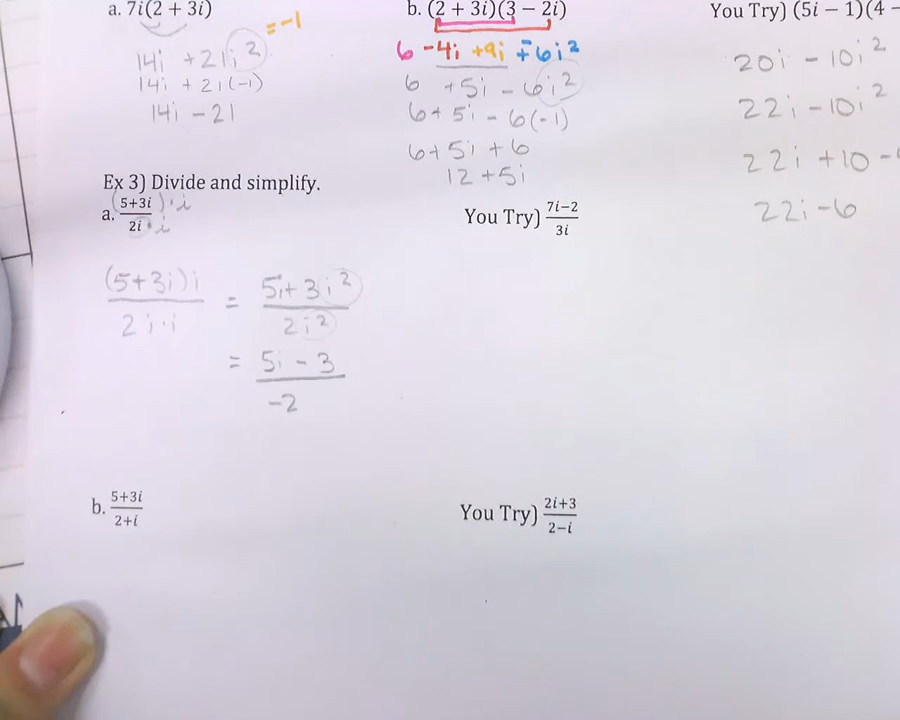 a. 7i(2 + 3i)
= -1
14i + 21i²
14i + 21(-1)
14i - 21
b. (2 + 3i)(3 - 2i)
6 -4i +9i -6i²
6 +5i - 6i²
6 + 5i - 6(-1)
6 + 5i + 6
12 + 5i
You Try) (5i - 1)(4 -
20i - 10i²
22i - 10i²
22i + 10 -
22i - 6
Ex 3) Divide and simplify.
a. (5+3i)·i
2i·i
(5+3i)i = 5i + 3i²
2i·i 2i²
= 5i - 3
-2
You Try) 7i-2
3i
b. 5+3i
2+i
You Try) 2i+3
2-i